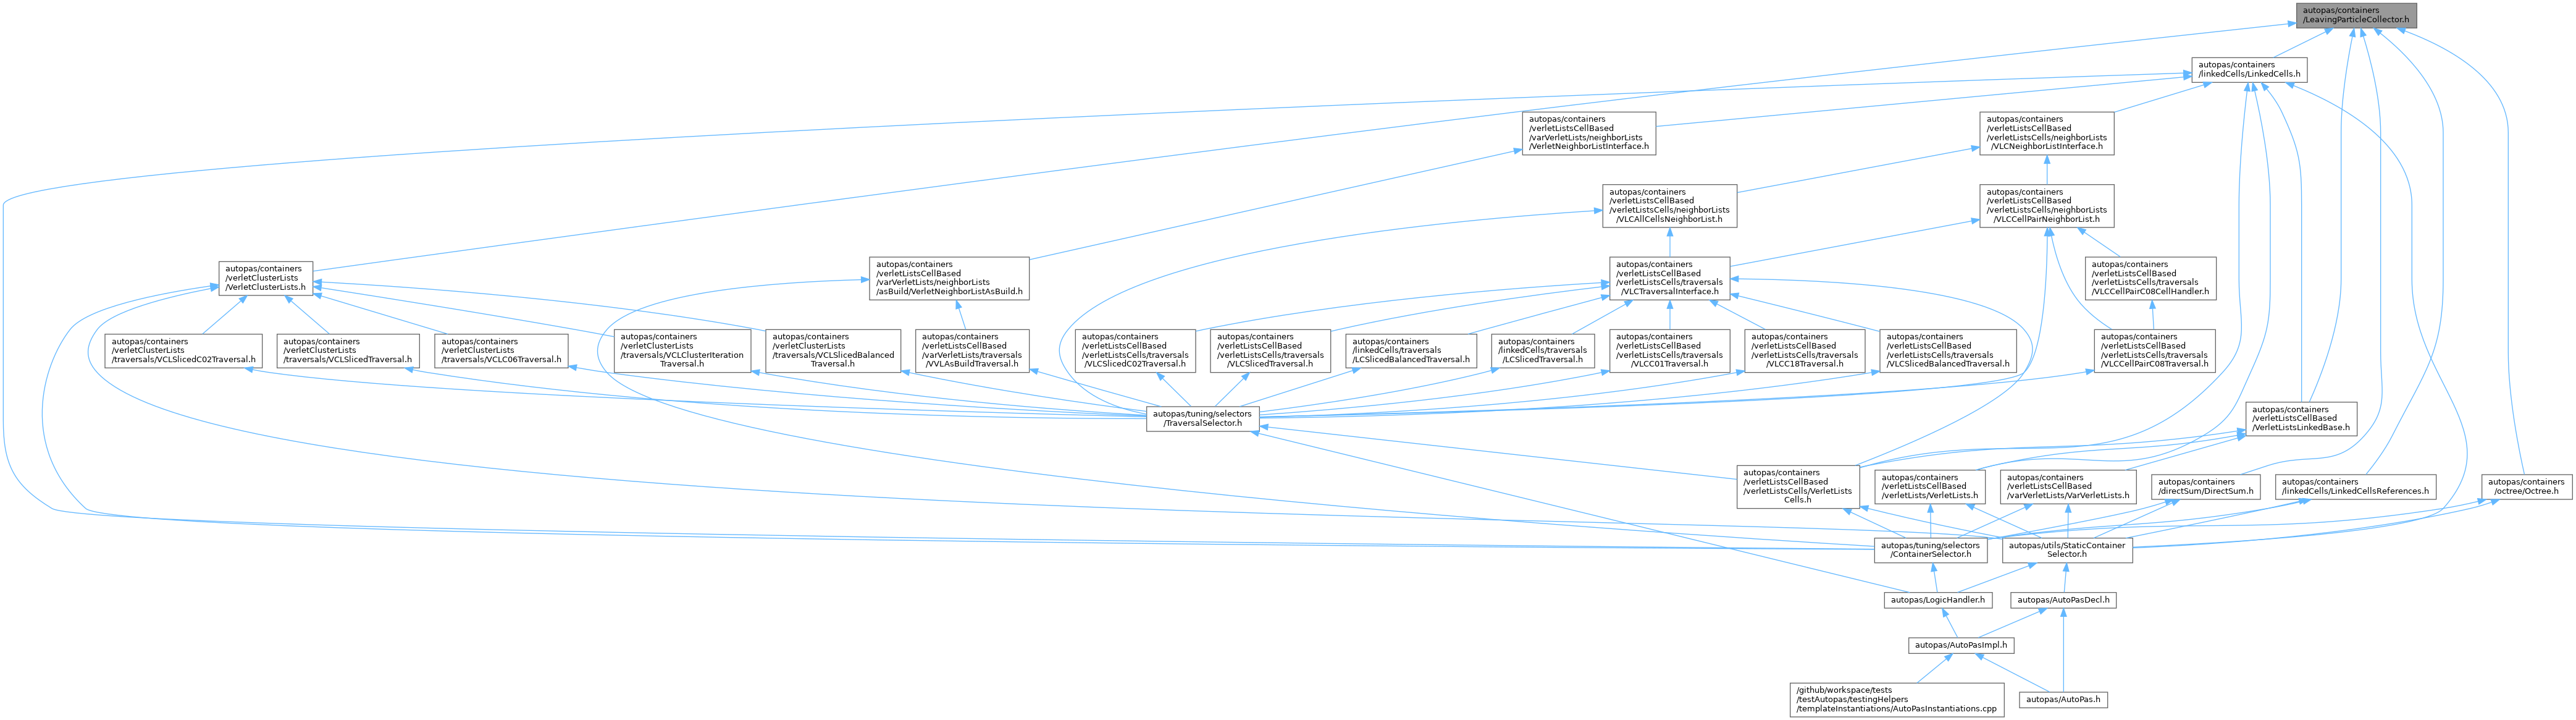 autopas/containers
/LeavingParticleCollector.h
autopas/containers
/linkedCells/LinkedCells.h
autopas/containers
/verletListsCellBased
/varVerletLists/neighborLists
/VerletNeighborListInterface.h
autopas/containers
/verletListsCellBased
/verletListsCells/neighborLists
/VLCNeighborListInterface.h
autopas/containers
/verletListsCellBased
/verletListsCells/neighborLists
/VLCAllCellsNeighborList.h
autopas/containers
/verletListsCellBased
/verletListsCells/neighborLists
/VLCCellPairNeighborList.h
autopas/containers
/verletClusterLists
/VerletClusterLists.h
autopas/containers
/verletListsCellBased
/varVerletLists/neighborLists
/asBuild/VerletNeighborListAsBuild.h
autopas/containers
/verletListsCellBased
/verletListsCells/traversals
/VLCTraversalInterface.h
autopas/containers
/verletListsCellBased
/verletListsCells/traversals
/VLCCellPairC08CellHandler.h
autopas/containers
/verletClusterLists
/traversals/VCLSlicedC02Traversal.h
autopas/containers
/verletClusterLists
/traversals/VCLSlicedTraversal.h
autopas/containers
/verletClusterLists
/traversals/VCLC06Traversal.h
autopas/containers
/verletClusterLists
/traversals/VCLClusterIteration
Traversal.h
autopas/containers
/verletClusterLists
/traversals/VCLSlicedBalanced
Traversal.h
autopas/containers
/verletListsCellBased
/varVerletLists/traversals
/VVLAsBuildTraversal.h
autopas/containers
/verletListsCellBased
/verletListsCells/traversals
/VLCSlicedC02Traversal.h
autopas/containers
/verletListsCellBased
/verletListsCells/traversals
/VLCSlicedTraversal.h
autopas/containers
/linkedCells/traversals
/LCSlicedBalancedTraversal.h
autopas/containers
/linkedCells/traversals
/LCSlicedTraversal.h
autopas/containers
/verletListsCellBased
/verletListsCells/traversals
/VLCC01Traversal.h
autopas/containers
/verletListsCellBased
/verletListsCells/traversals
/VLCC18Traversal.h
autopas/containers
/verletListsCellBased
/verletListsCells/traversals
/VLCSlicedBalancedTraversal.h
autopas/containers
/verletListsCellBased
/verletListsCells/traversals
/VLCCellPairC08Traversal.h
autopas/tuning/selectors
/TraversalSelector.h
autopas/containers
/verletListsCellBased
/VerletListsLinkedBase.h
autopas/containers
/verletListsCellBased
/verletListsCells/VerletLists
Cells.h
autopas/containers
/verletListsCellBased
/verletLists/VerletLists.h
autopas/containers
/verletListsCellBased
/varVerletLists/VarVerletLists.h
autopas/containers
/directSum/DirectSum.h
autopas/containers
/linkedCells/LinkedCellsReferences.h
autopas/containers
/octree/Octree.h
autopas/tuning/selectors
/ContainerSelector.h
autopas/utils/StaticContainer
Selector.h
autopas/LogicHandler.h
autopas/AutoPasDecl.h
autopas/AutoPasImpl.h
/github/workspace/tests
/testAutopas/testingHelpers
/templateInstantiations/AutoPasInstantiations.cpp
autopas/AutoPas.h